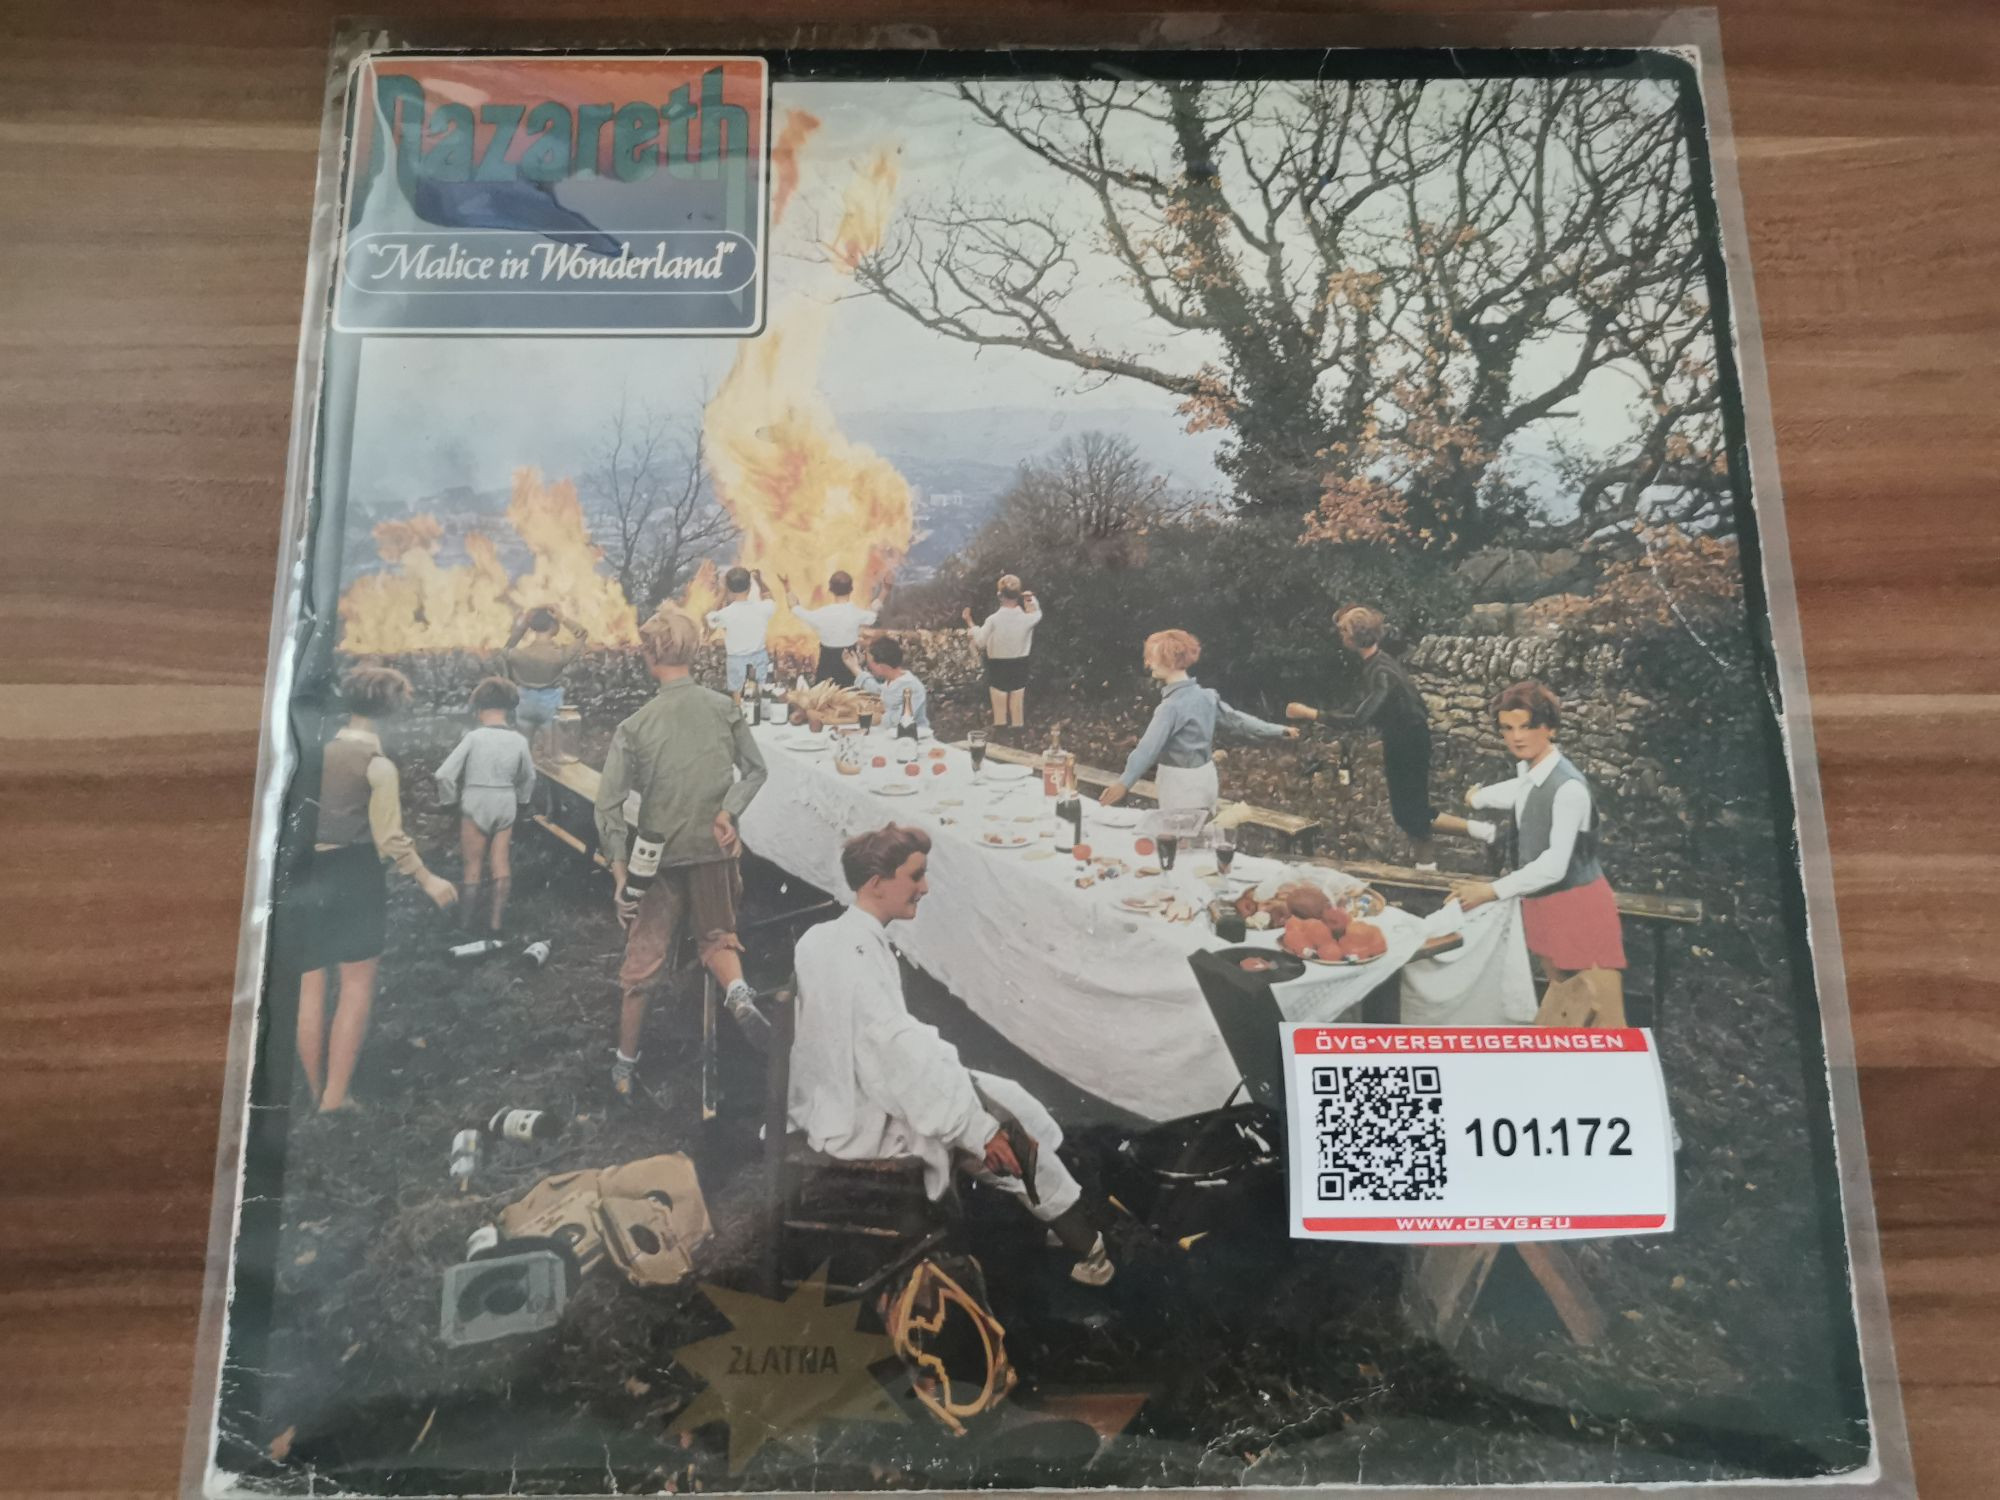 Nazareth
"Malice in Wonderland"
ÖVG-VERSTEIGERUNGEN
101.172
WWW.OEVG.EU
ZLATNA